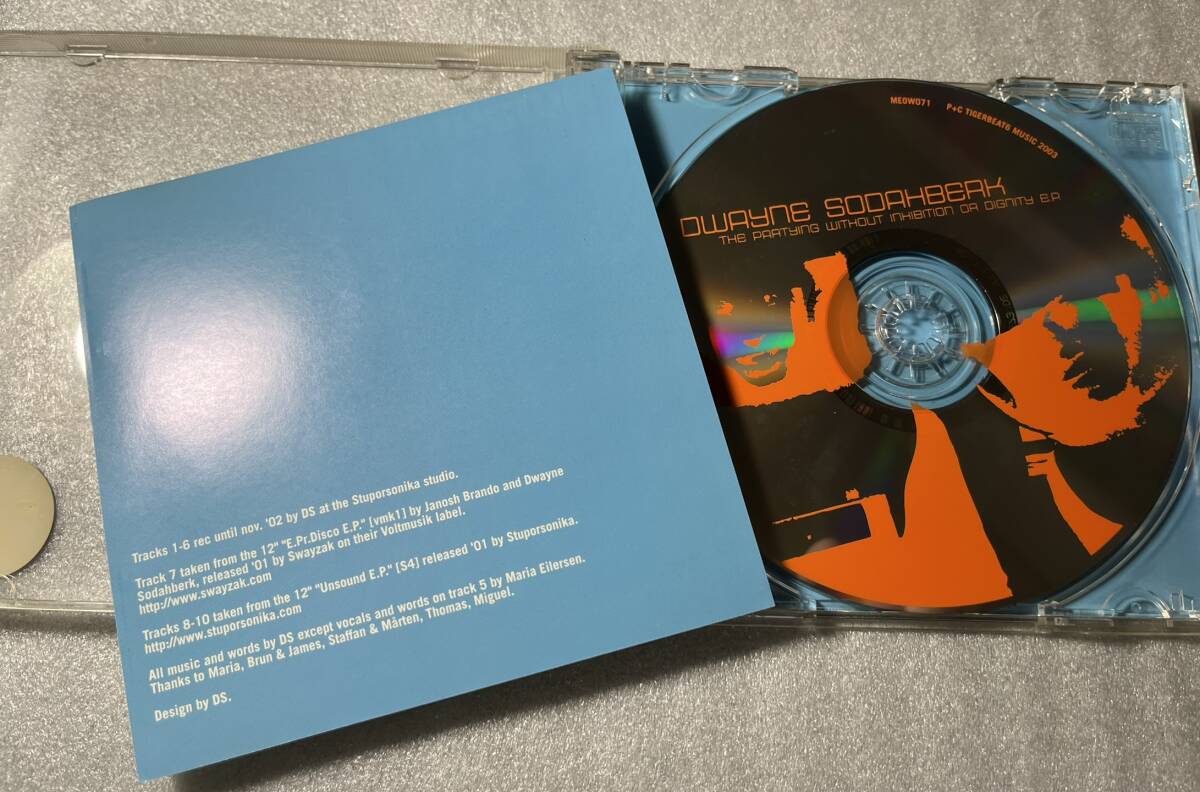 Tracks 1-6 rec until nov. '02 by DS at the Stuporsonika studio.
Track 7 taken from the 12" "E.Pr.Disco E.P." [vmk1] by Janosh Brando and Dwayne
Sodahberk, released '01 by Swayzak on their Voltmusik label.
http://www.swayzak.com
Tracks 8-10 taken from the 12" "Unsound E.P." [S4] released '01 by Stuporsonika.
http://www.stuporsonika.com
All music and words by DS except vocals and words on track 5 by Maria Eilersen.
Thanks to Maria, Brun & James, Staffan & Mårten, Thomas, Miguel.
Design by DS.
MEOW071 P+C TIGERBEAT6 MUSIC 2003
DWAYNE SODAHBERK
THE PARTYING WITHOUT INHIBITION OR DIGNITY E.P.